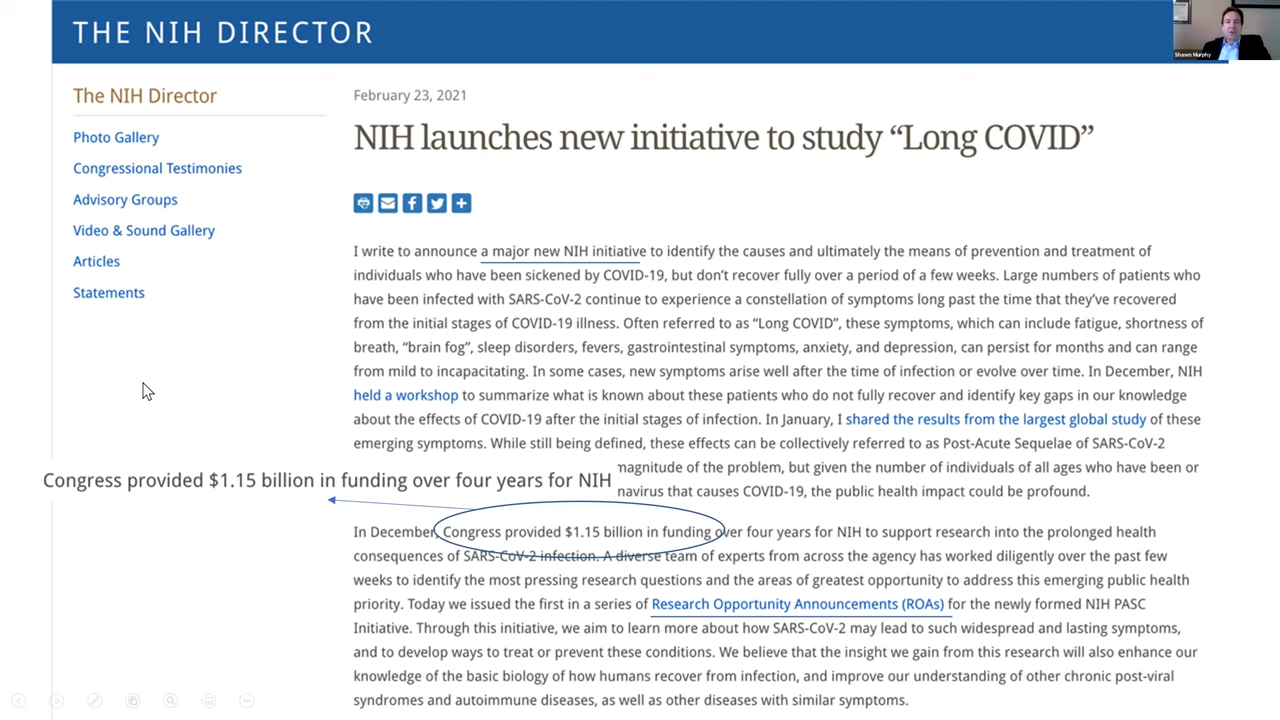 THE NIH DIRECTOR
Shawn Murphy
The NIH Director
Photo Gallery
Congressional Testimonies
Advisory Groups
Video & Sound Gallery
Articles
Statements
February 23, 2021
NIH launches new initiative to study “Long COVID”
I write to announce a major new NIH initiative to identify the causes and ultimately the means of prevention and treatment of
individuals who have been sickened by COVID-19, but don’t recover fully over a period of a few weeks. Large numbers of patients who
have been infected with SARS-CoV-2 continue to experience a constellation of symptoms long past the time that they’ve recovered
from the initial stages of COVID-19 illness. Often referred to as “Long COVID”, these symptoms, which can include fatigue, shortness of
breath, “brain fog”, sleep disorders, fevers, gastrointestinal symptoms, anxiety, and depression, can persist for months and can range
from mild to incapacitating. In some cases, new symptoms arise well after the time of infection or evolve over time. In December, NIH
held a workshop to summarize what is known about these patients who do not fully recover and identify key gaps in our knowledge
about the effects of COVID-19 after the initial stages of infection. In January, I shared the results from the largest global study of these
emerging symptoms. While still being defined, these effects can be collectively referred to as Post-Acute Sequelae of SARS-CoV-2
magnitude of the problem, but given the number of individuals of all ages who have been or
Congress provided $1.15 billion in funding over four years for NIH
navirus that causes COVID-19, the public health impact could be profound.
In December, Congress provided $1.15 billion in funding over four years for NIH to support research into the prolonged health
consequences of SARS-CoV-2 infection. A diverse team of experts from across the agency has worked diligently over the past few
weeks to identify the most pressing research questions and the areas of greatest opportunity to address this emerging public health
priority. Today we issued the first in a series of Research Opportunity Announcements (ROAs) for the newly formed NIH PASC
Initiative. Through this initiative, we aim to learn more about how SARS-CoV-2 may lead to such widespread and lasting symptoms,
and to develop ways to treat or prevent these conditions. We believe that the insight we gain from this research will also enhance our
knowledge of the basic biology of how humans recover from infection, and improve our understanding of other chronic post-viral
syndromes and autoimmune diseases, as well as other diseases with similar symptoms.